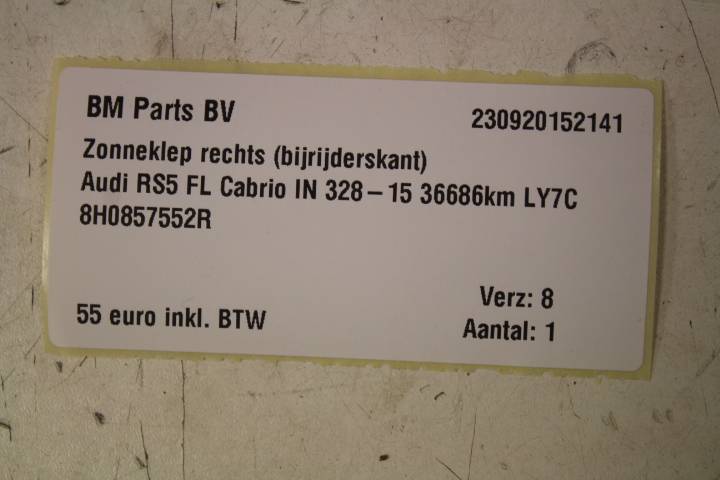 BM Parts BV 230920152141
Zonneklep rechts (bijrijderskant)
Audi RS5 FL Cabrio IN 328-15 36686km LY7C
8H0857552R
Verz: 8
55 euro inkl. BTW Aantal: 1